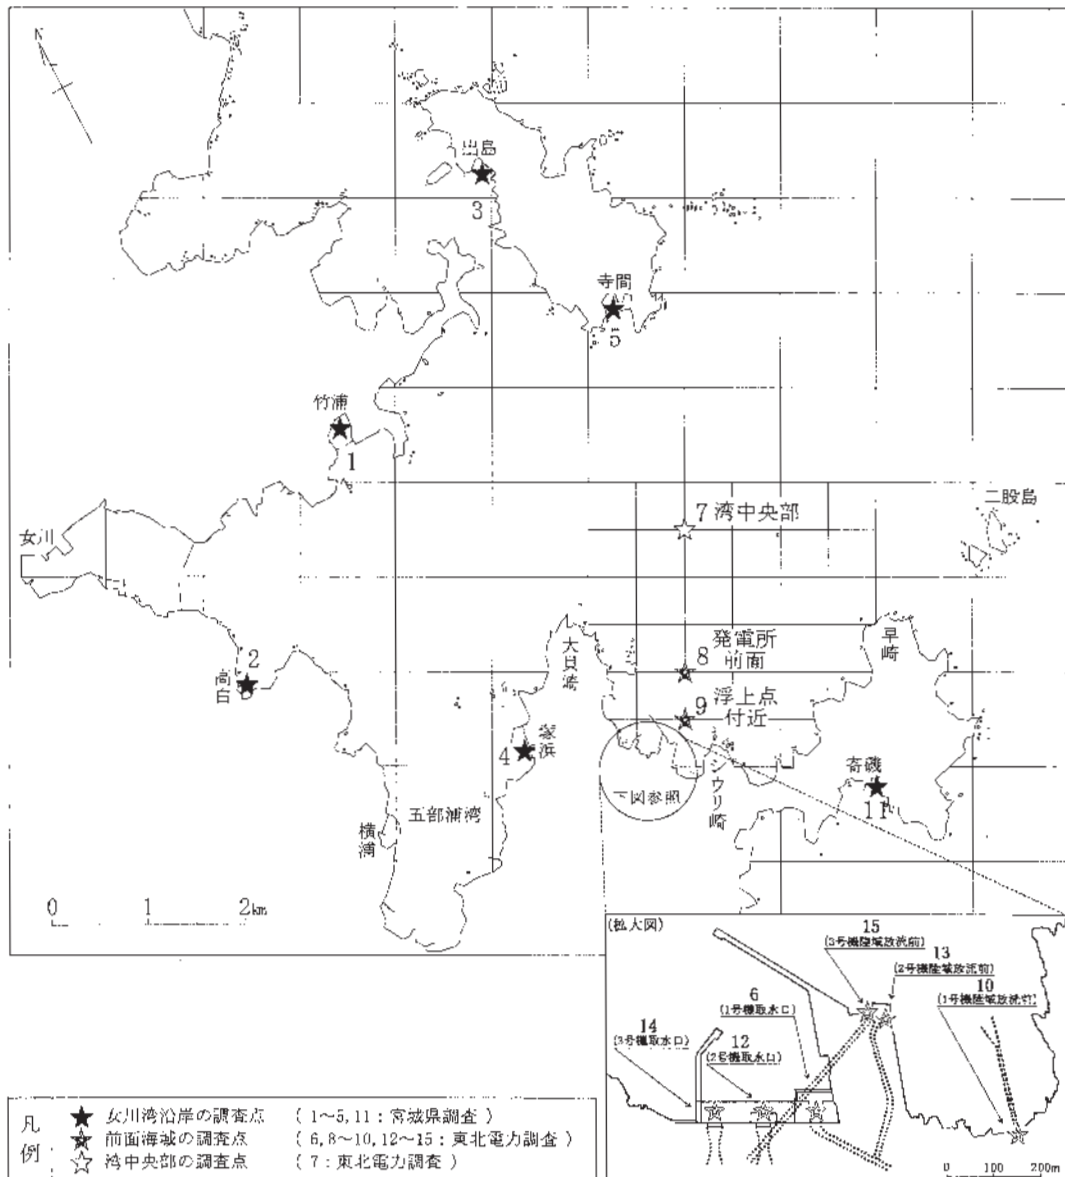 N
出島
3
寺間
5
竹浦
1
女川
7 湾中央部
二股島
2
高白
大貝崎
8 発電所
前面
早崎
9 浮上点
付近
4
塚浜
下図参照
シウリ崎
寄磯
11
五部浦湾
横浦
0 1 2km
(拡大図)
15
(3号機陸域放流前)
13
(2号機陸域放流前)
10
(1号機陸域放流前)
6
(1号機取水口)
14
(3号機取水口)
12
(2号機取水口)
0 100 200m
凡例
女川湾沿岸の調査点 (1~5,11:宮城県調査)
前面海域の調査点 (6,8~10,12~15:東北電力調査)
湾中央部の調査点 (7:東北電力調査)